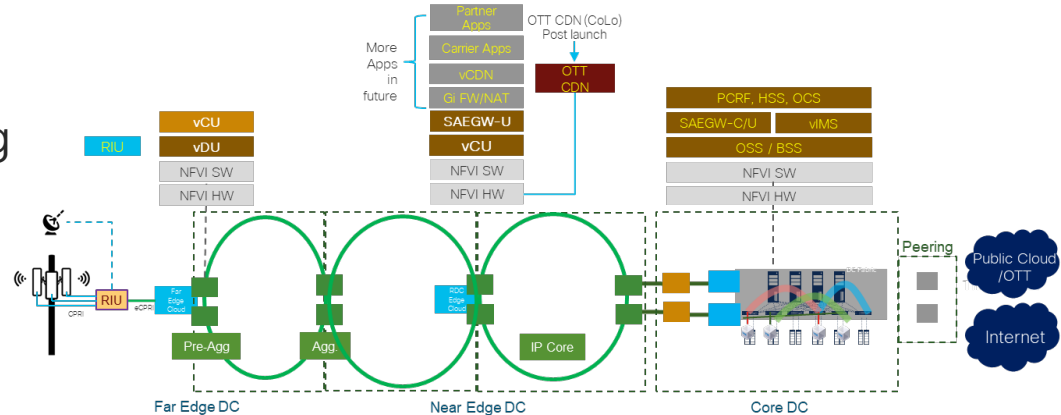 g
Partner
Apps
Carrier Apps
vCDN
Gi FW/NAT
SAEGW-U
vCU
NFVI SW
NFVI HW
More
Apps
in
future
OTT CDN (CoLo)
Post launch
OTT
CDN
RIU
vCU
vDU
NFVI SW
NFVI HW
PCRF, HSS, OCS
SAEGW-C/U
vIMS
OSS / BSS
NFVI SW
NFVI HW
RIU
CPRI
eCPRI
Far
Edge
Cloud
Pre-Agg
Agg.
RDC
Edge
Cloud
IP Core
DC Fabric
Peering
Public Cloud
/OTT
Internet
Far Edge DC
Near Edge DC
Core DC